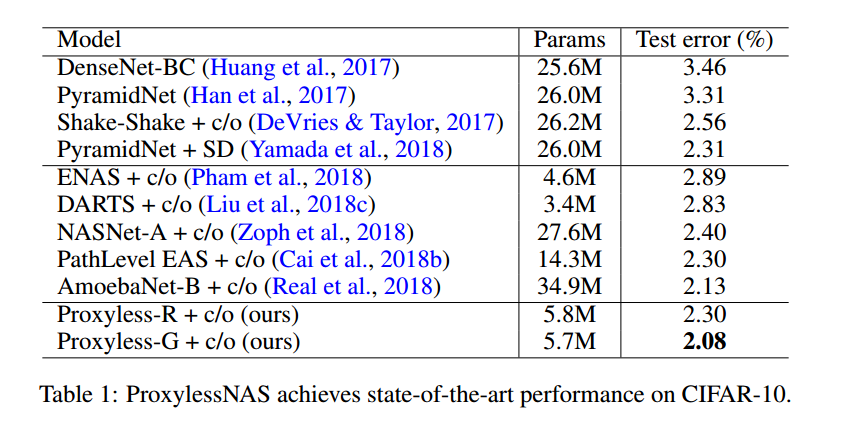 Model Params Test error (%)
DenseNet-BC (Huang et al., 2017) 25.6M 3.46
PyramidNet (Han et al., 2017) 26.0M 3.31
Shake-Shake + c/o (DeVries & Taylor, 2017) 26.2M 2.56
PyramidNet + SD (Yamada et al., 2018) 26.0M 2.31
ENAS + c/o (Pham et al., 2018) 4.6M 2.89
DARTS + c/o (Liu et al., 2018c) 3.4M 2.83
NASNet-A + c/o (Zoph et al., 2018) 27.6M 2.40
PathLevel EAS + c/o (Cai et al., 2018b) 14.3M 2.30
AmoebaNet-B + c/o (Real et al., 2018) 34.9M 2.13
Proxyless-R + c/o (ours) 5.8M 2.30
Proxyless-G + c/o (ours) 5.7M 2.08
Table 1: ProxylessNAS achieves state-of-the-art performance on CIFAR-10.